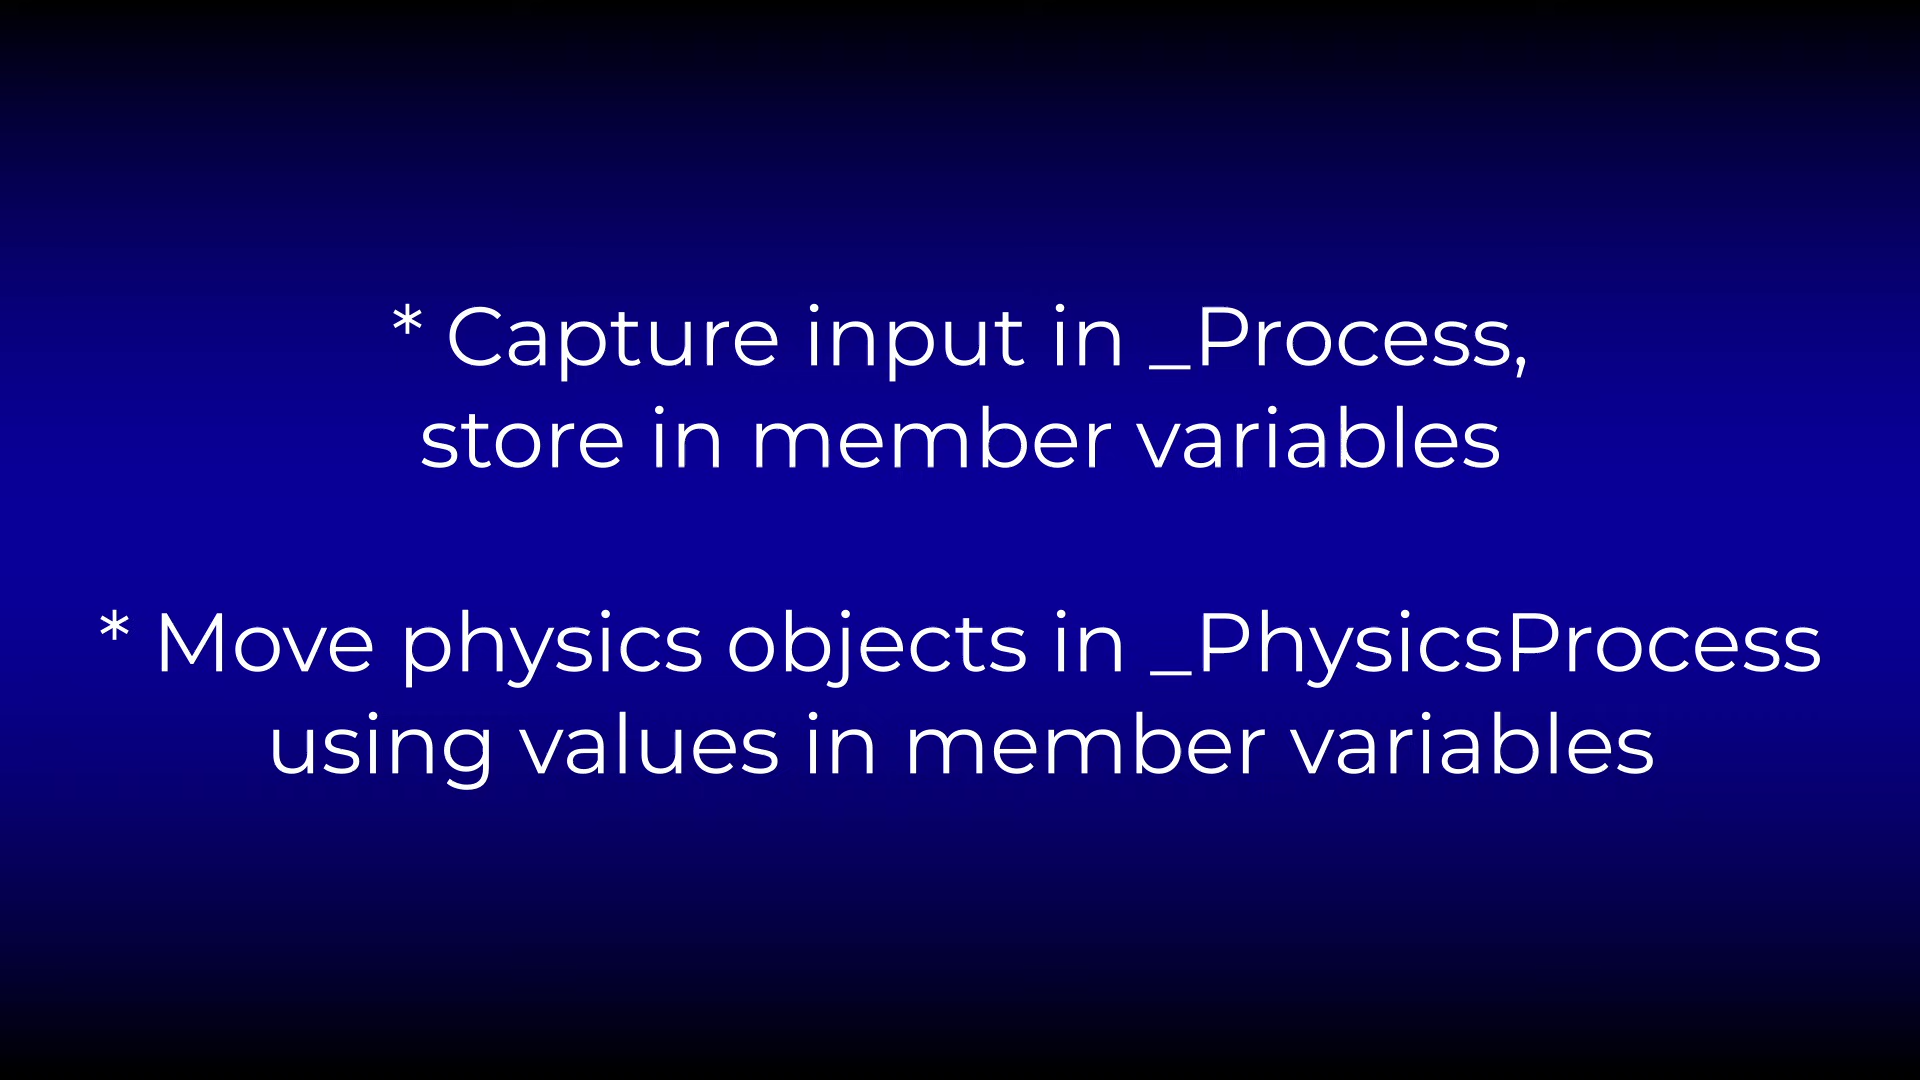 * Capture input in _Process,
store in member variables
* Move physics objects in _PhysicsProcess
using values in member variables